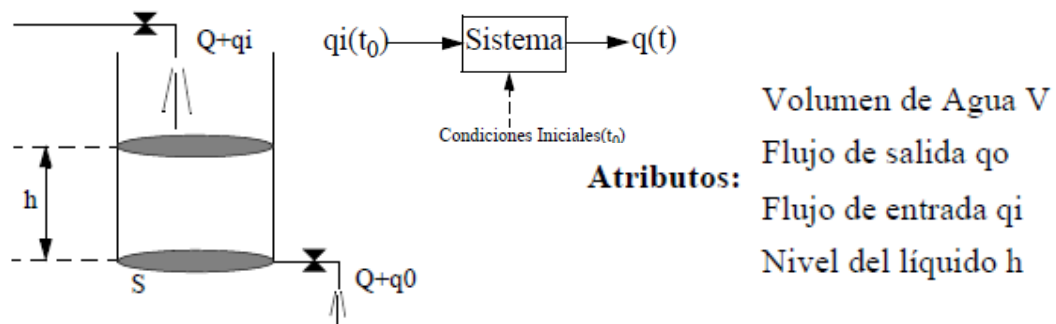 Q+qi
qi(t0)
Sistema
q(t)
Condiciones Iniciales(t0)
h
S
Q+q0
Atributos:
Volumen de Agua V
Flujo de salida qo
Flujo de entrada qi
Nivel del líquido h